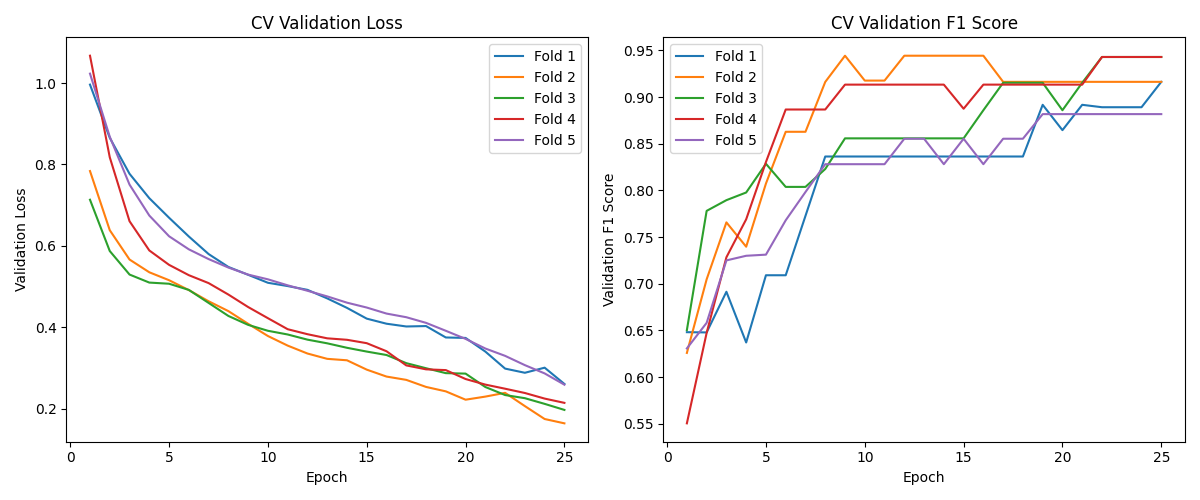 CV Validation Loss
Validation Loss
1.0
0.8
0.6
0.4
0.2
0
5
10
15
20
25
Epoch
Fold 1
Fold 2
Fold 3
Fold 4
Fold 5
CV Validation F1 Score
Validation F1 Score
0.95
0.90
0.85
0.80
0.75
0.70
0.65
0.60
0.55
0
5
10
15
20
25
Epoch
Fold 1
Fold 2
Fold 3
Fold 4
Fold 5